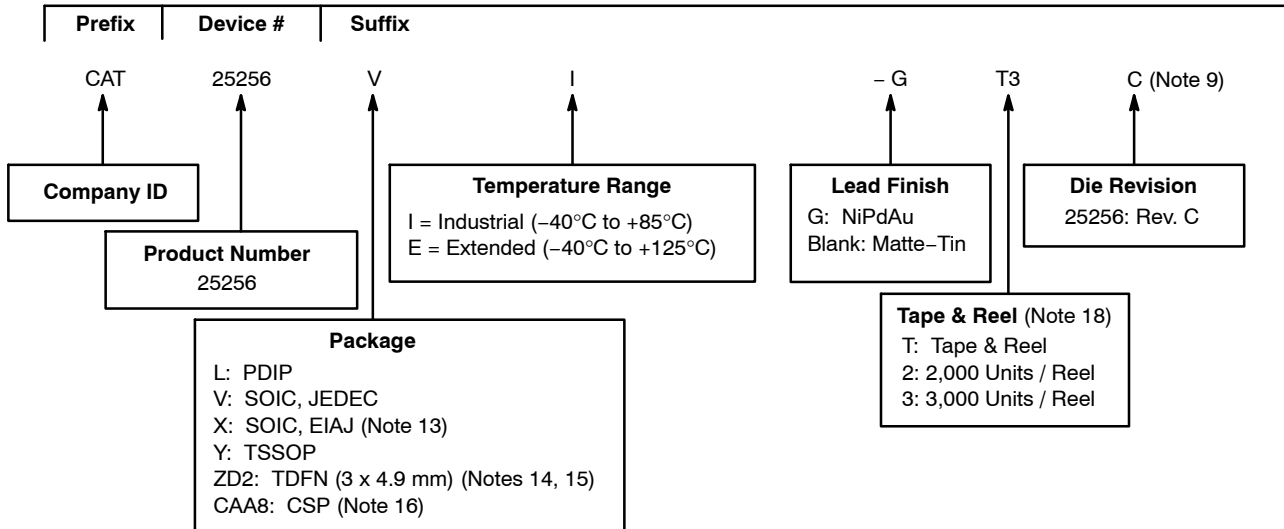 Prefix Device # Suffix
CAT 25256 V I – G T3 C (Note 9)
Company ID
Product Number
25256
Temperature Range
I = Industrial (–40°C to +85°C)
E = Extended (–40°C to +125°C)
Lead Finish
G: NiPdAu
Blank: Matte–Tin
Die Revision
25256: Rev. C
Package
L: PDIP
V: SOIC, JEDEC
X: SOIC, EIAJ (Note 13)
Y: TSSOP
ZD2: TDFN (3 x 4.9 mm) (Notes 14, 15)
CAA8: CSP (Note 16)
Tape & Reel (Note 18)
T: Tape & Reel
2: 2,000 Units / Reel
3: 3,000 Units / Reel